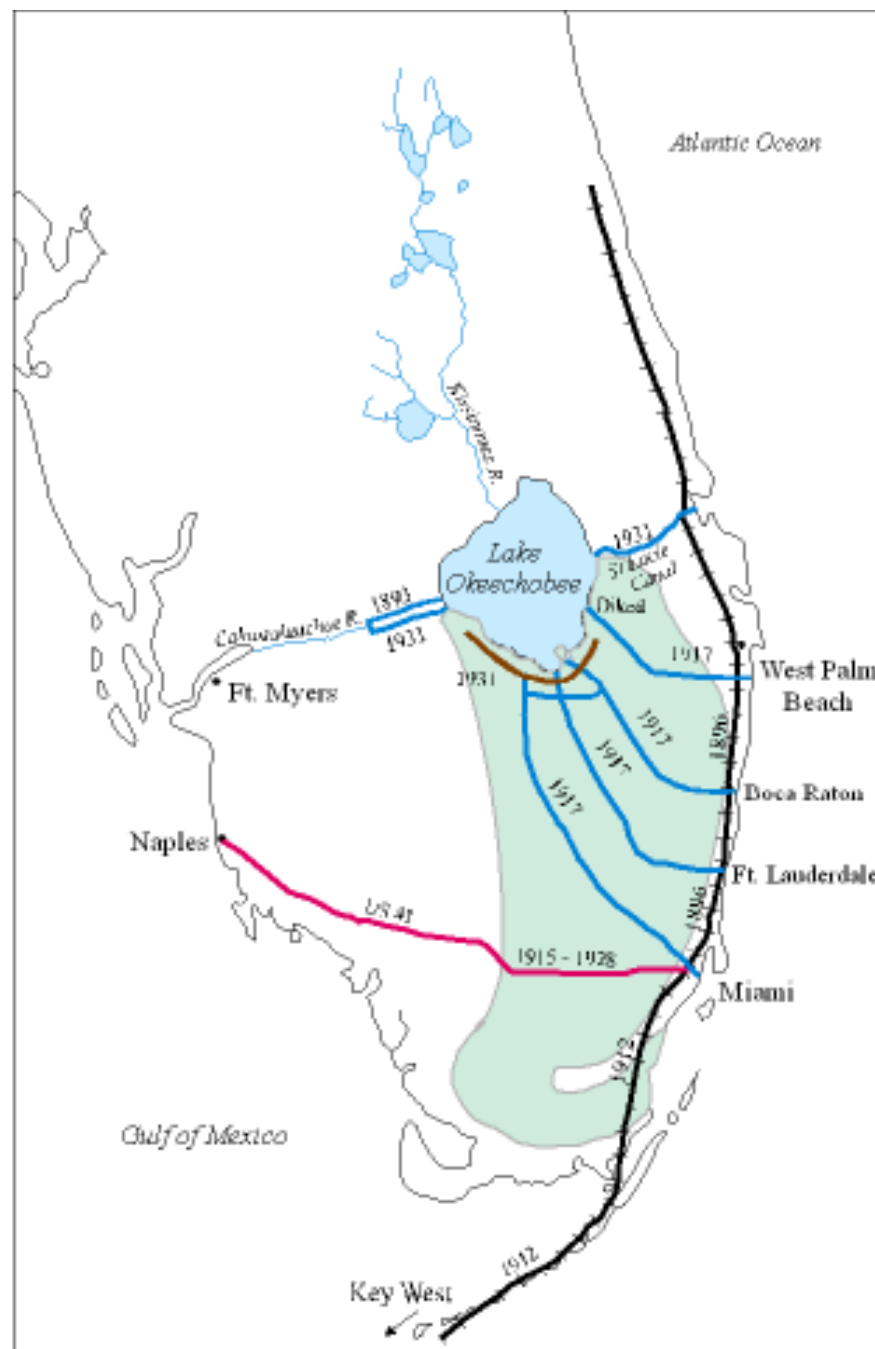 Atlantic Ocean
Kissimmee R.
Lake
Okeechobee
1933
St Lucie
Canal
Diked
1893
1933
Caloosahatchee R.
Ft. Myers
1931
1917
West Palm
Beach
1896
1917
1917
1917
Boca Raton
Naples
Ft. Lauderdale
1896
US 41
1915 - 1928
Miami
1912
Gulf of Mexico
1912
Key West